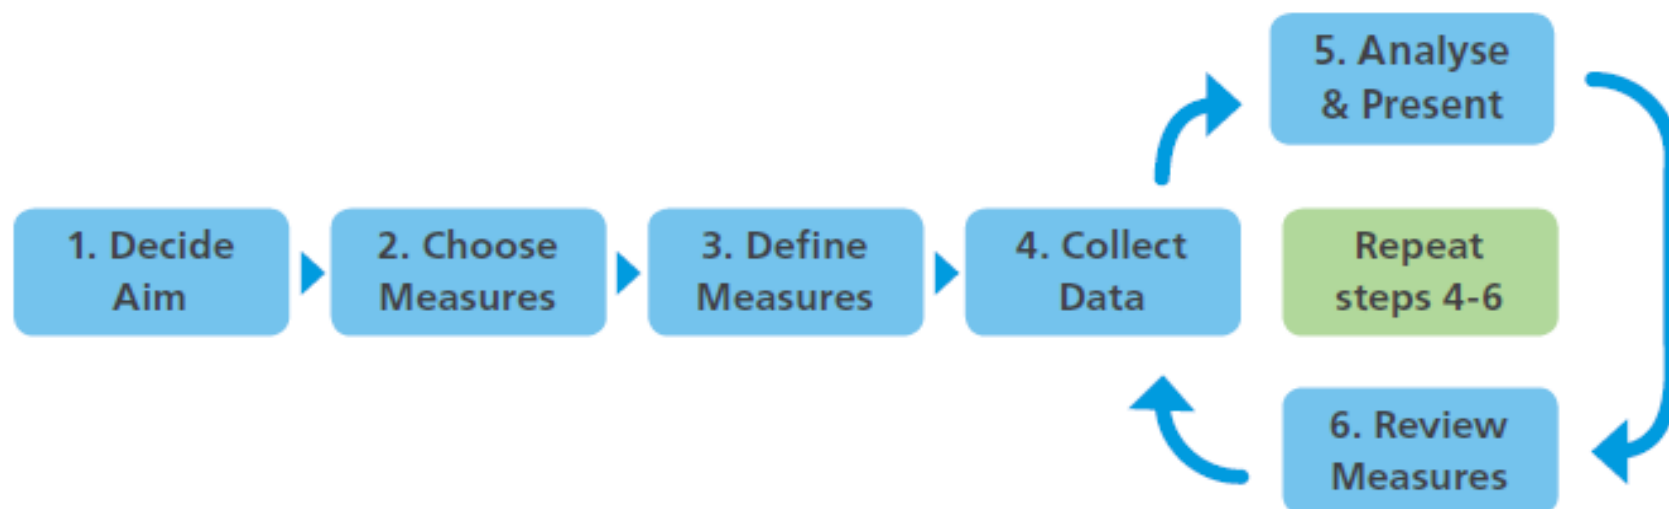 1. Decide
Aim
2. Choose
Measures
3. Define
Measures
4. Collect
Data
5. Analyse
& Present
Repeat
steps 4-6
6. Review
Measures